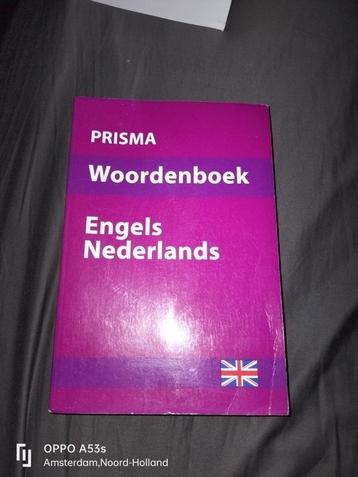 PRISMA
Woordenboek
Engels
Nederlands
OPPO A53s
Amsterdam,Noord-Holland